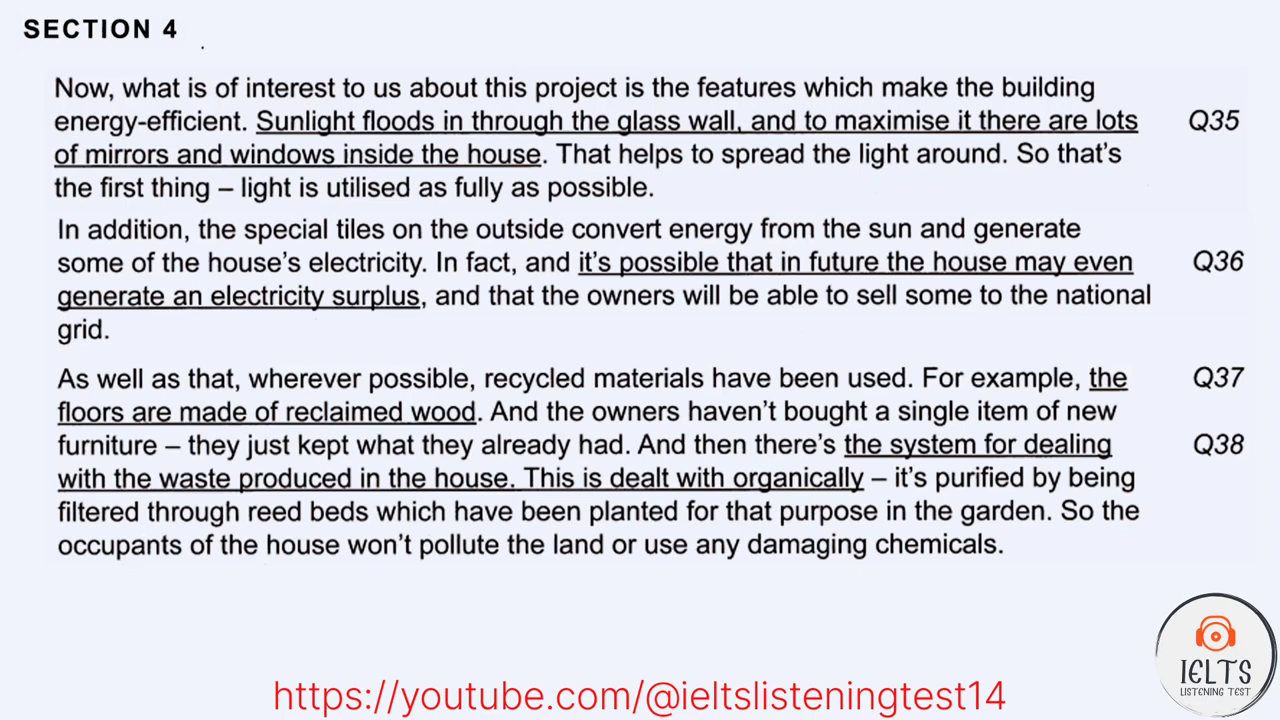 SECTION 4
Now, what is of interest to us about this project is the features which make the building
energy-efficient. Sunlight floods in through the glass wall, and to maximise it there are lots Q35
of mirrors and windows inside the house. That helps to spread the light around. So that's
the first thing – light is utilised as fully as possible.
In addition, the special tiles on the outside convert energy from the sun and generate
some of the house's electricity. In fact, and it's possible that in future the house may even Q36
generate an electricity surplus, and that the owners will be able to sell some to the national
grid.
As well as that, wherever possible, recycled materials have been used. For example, the Q37
floors are made of reclaimed wood. And the owners haven't bought a single item of new
furniture – they just kept what they already had. And then there's the system for dealing Q38
with the waste produced in the house. This is dealt with organically – it's purified by being
filtered through reed beds which have been planted for that purpose in the garden. So the
occupants of the house won't pollute the land or use any damaging chemicals.
IELTS
LISTENING TEST
https://youtube.com/@ieltslisteningtest14